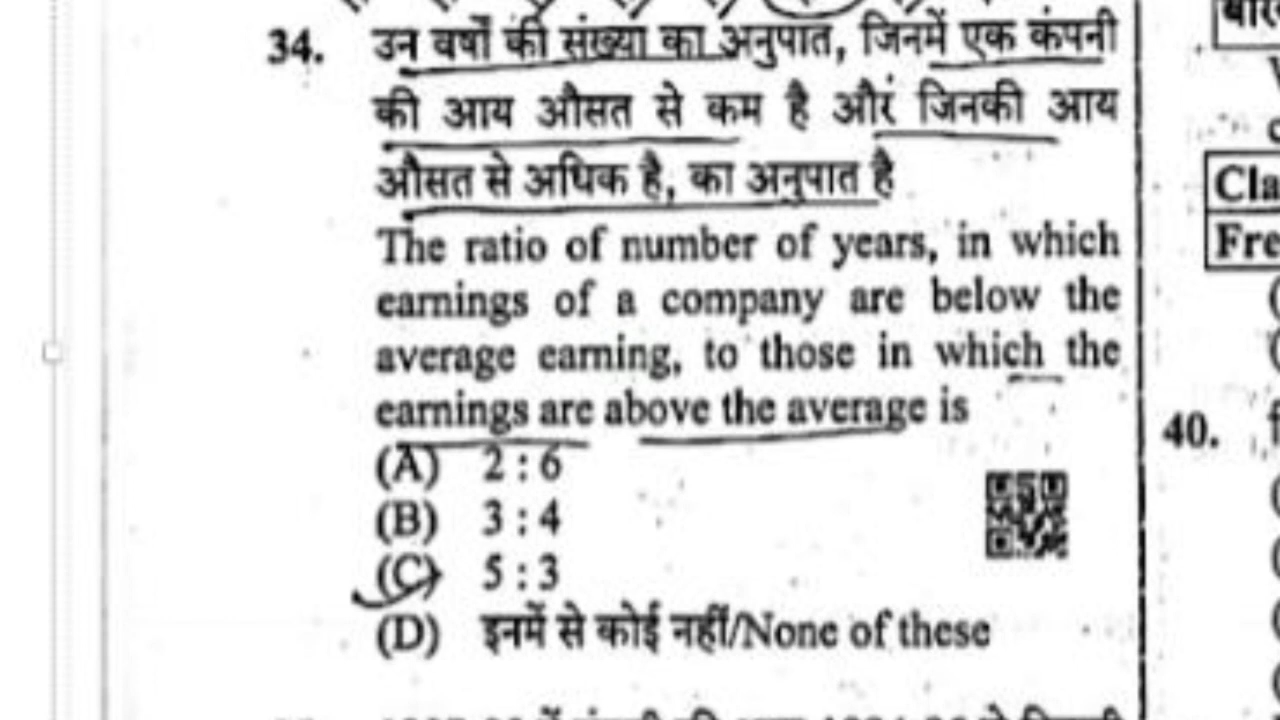 34. उन वर्षों की संख्या का अनुपात, जिनमें एक कंपनी
की आय औसत से कम है और जिनकी आय
औसत से अधिक है, का अनुपात है
The ratio of number of years, in which
earnings of a company are below the
average earning, to those in which the
earnings are above the average is
(A) 2 : 6
(B) 3 : 4
(C) 5 : 3
(D) इनमें से कोई नहीं/None of these
Cla
Fre
40.